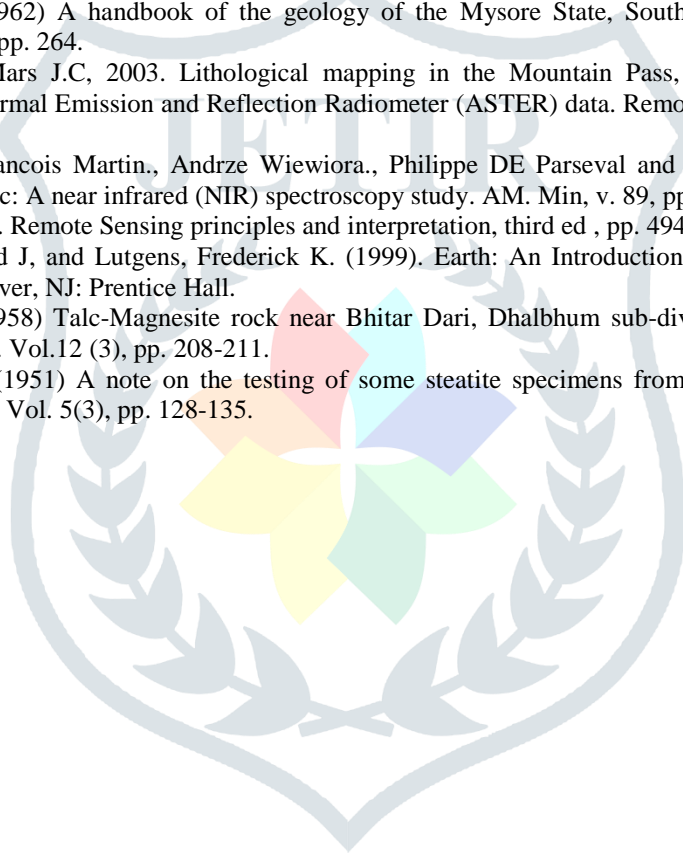 962) A handbook of the geology of the Mysore State, South
pp. 264.
Mars J.C, 2003. Lithological mapping in the Mountain Pass,
rmal Emission and Reflection Radiometer (ASTER) data. Remo
JETIR
ancois Martin., Andrze Wiewiora., Philippe DE Parseval and
c: A near infrared (NIR) spectroscopy study. AM. Min, v. 89, pp
. Remote Sensing principles and interpretation, third ed , pp. 494
d J, and Lutgens, Frederick K. (1999). Earth: An Introduction
ver, NJ: Prentice Hall.
958) Talc-Magnesite rock near Bhitar Dari, Dhalbhum sub-div
. Vol.12 (3), pp. 208-211.
(1951) A note on the testing of some steatite specimens from
Vol. 5(3), pp. 128-135.